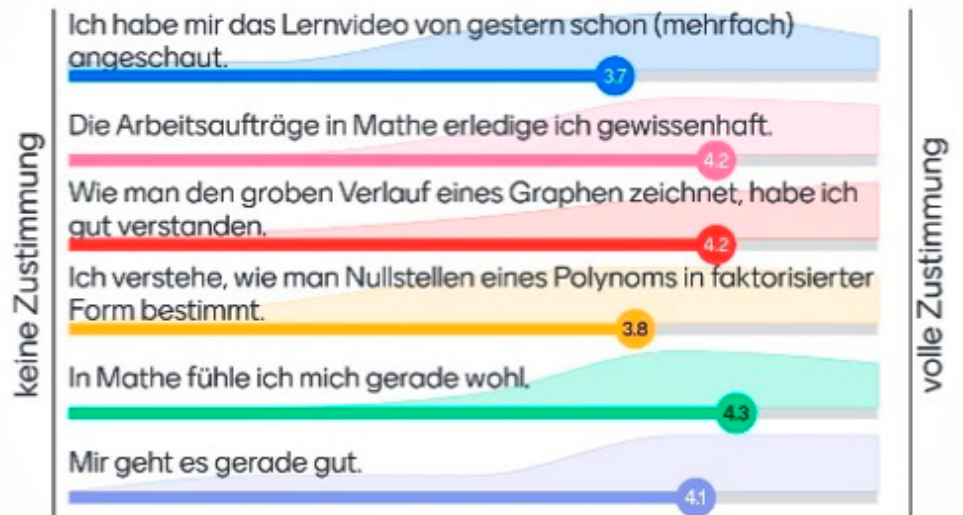 Ich habe mir das Lernvideo von gestern schon (mehrfach)
angeschaut.
3.7
Die Arbeitsaufträge in Mathe erledige ich gewissenhaft.
4.2
Wie man den groben Verlauf eines Graphen zeichnet, habe ich
gut verstanden.
4.2
Ich verstehe, wie man Nullstellen eines Polynoms in faktorisierter
Form bestimmt.
3.8
In Mathe fühle ich mich gerade wohl.
4.3
Mir geht es gerade gut.
4.1
keine Zustimmung
volle Zustimmung